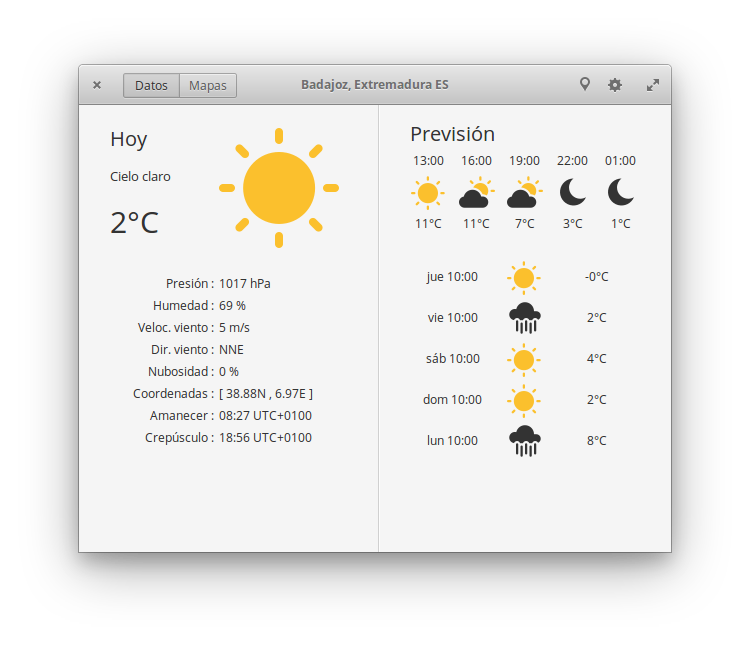 Datos Mapas Badajoz, Extremadura ES
Hoy
Cielo claro
2°C
Presión : 1017 hPa
Humedad : 69 %
Veloc. viento : 5 m/s
Dir. viento : NNE
Nubosidad : 0 %
Coordenadas : [ 38.88N , 6.97E ]
Amanecer : 08:27 UTC+0100
Crepúsculo : 18:56 UTC+0100
Previsión
13:00 16:00 19:00 22:00 01:00
11°C 11°C 7°C 3°C 1°C
jue 10:00 -0°C
vie 10:00 2°C
sáb 10:00 4°C
dom 10:00 2°C
lun 10:00 8°C